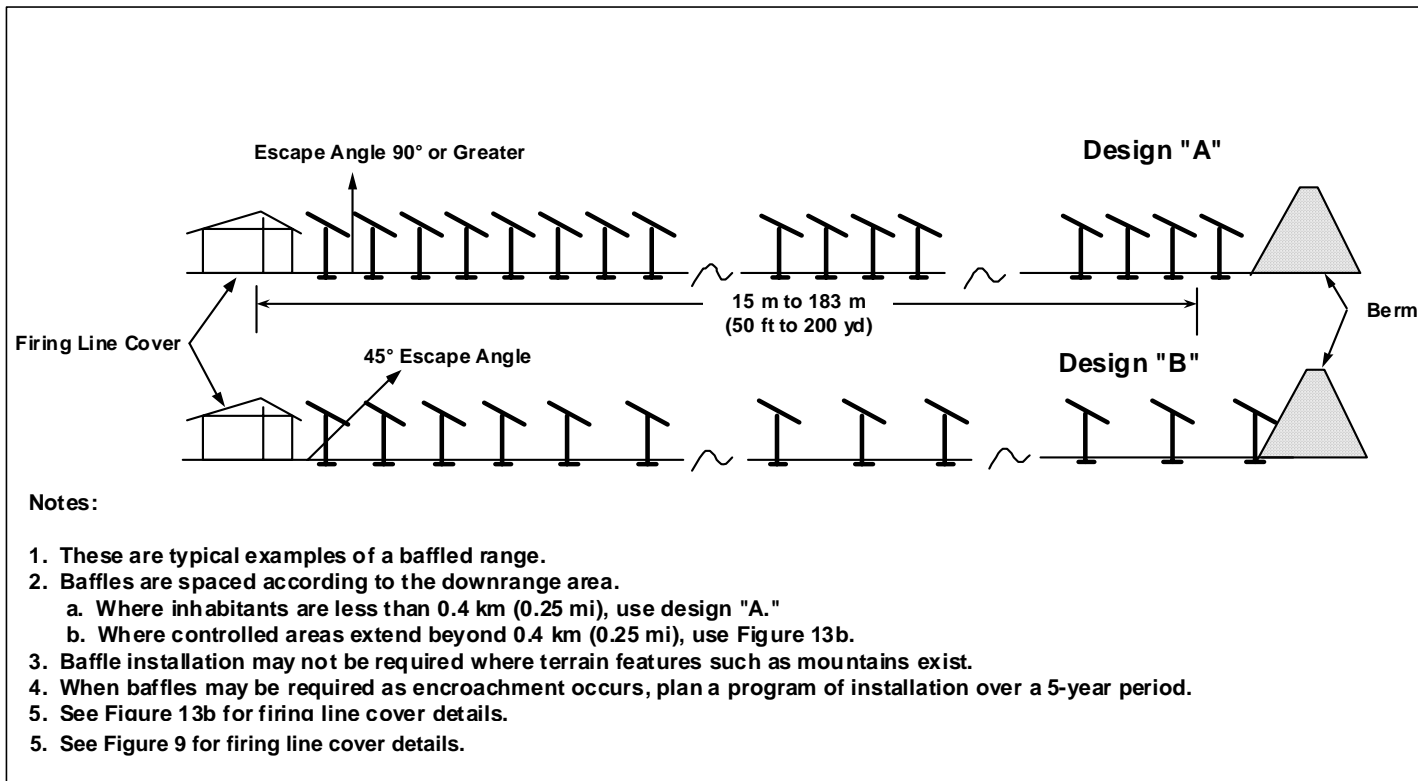 Escape Angle 90° or Greater
Design "A"
15 m to 183 m
(50 ft to 200 yd)
Berm
Firing Line Cover
45° Escape Angle
Design "B"
Notes:
1. These are typical examples of a baffled range.
2. Baffles are spaced according to the downrange area.
a. Where inhabitants are less than 0.4 km (0.25 mi), use design "A."
b. Where controlled areas extend beyond 0.4 km (0.25 mi), use Figure 13b.
3. Baffle installation may not be required where terrain features such as mountains exist.
4. When baffles may be required as encroachment occurs, plan a program of installation over a 5-year period.
5. See Figure 13b for firing line cover details.
5. See Figure 9 for firing line cover details.